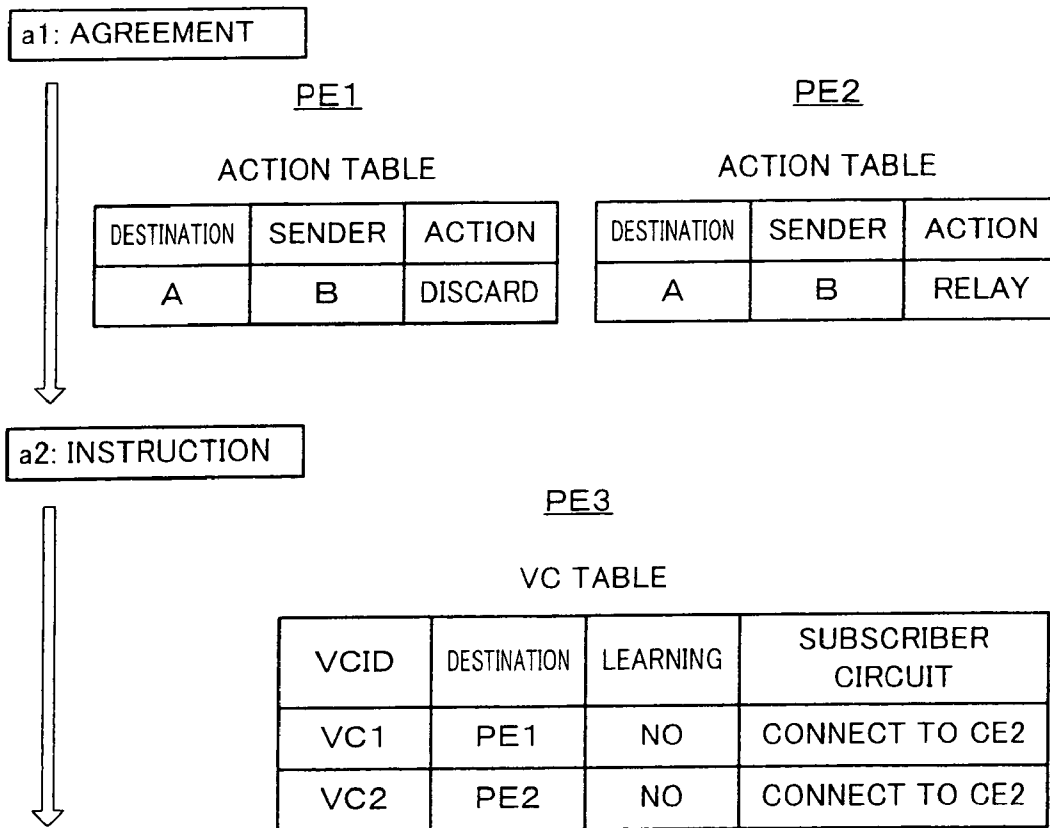 a1: AGREEMENT
PE1
PE2
ACTION TABLE
ACTION TABLE
DESTINATION SENDER ACTION
DESTINATION SENDER ACTION
A B DISCARD
A B RELAY
a2: INSTRUCTION
PE3
VC TABLE
VCID DESTINATION LEARNING SUBSCRIBER CIRCUIT
VC1 PE1 NO CONNECT TO CE2
VC2 PE2 NO CONNECT TO CE2